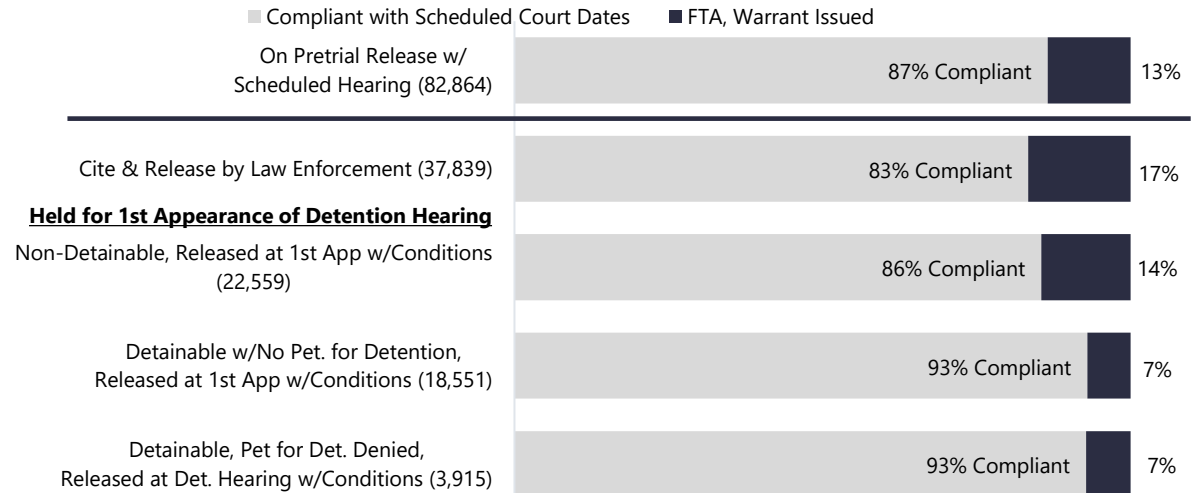 Compliant with Scheduled Court Dates FTA, Warrant Issued
On Pretrial Release w/
Scheduled Hearing (82,864)
87% Compliant 13%
Cite & Release by Law Enforcement (37,839)
83% Compliant 17%
Held for 1st Appearance of Detention Hearing
Non-Detainable, Released at 1st App w/Conditions
(22,559)
86% Compliant 14%
Detainable w/No Pet. for Detention,
Released at 1st App w/Conditions (18,551)
93% Compliant 7%
Detainable, Pet for Det. Denied,
Released at Det. Hearing w/Conditions (3,915)
93% Compliant 7%